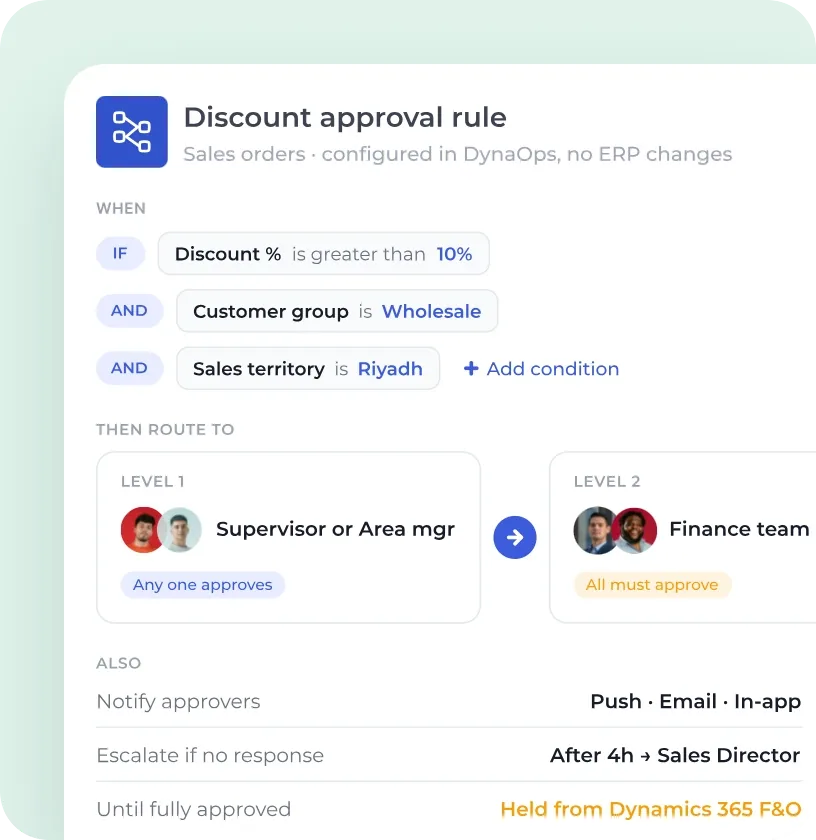 Discount approval rule
Sales orders · configured in DynaOps, no ERP changes
WHEN
IF Discount % is greater than 10%
AND Customer group is Wholesale
AND Sales territory is Riyadh + Add condition
THEN ROUTE TO
LEVEL 1
Supervisor or Area mgr
Any one approves
LEVEL 2
Finance team
All must approve
ALSO
Notify approvers Push · Email · In-app
Escalate if no response After 4h → Sales Director
Until fully approved Held from Dynamics 365 F&O